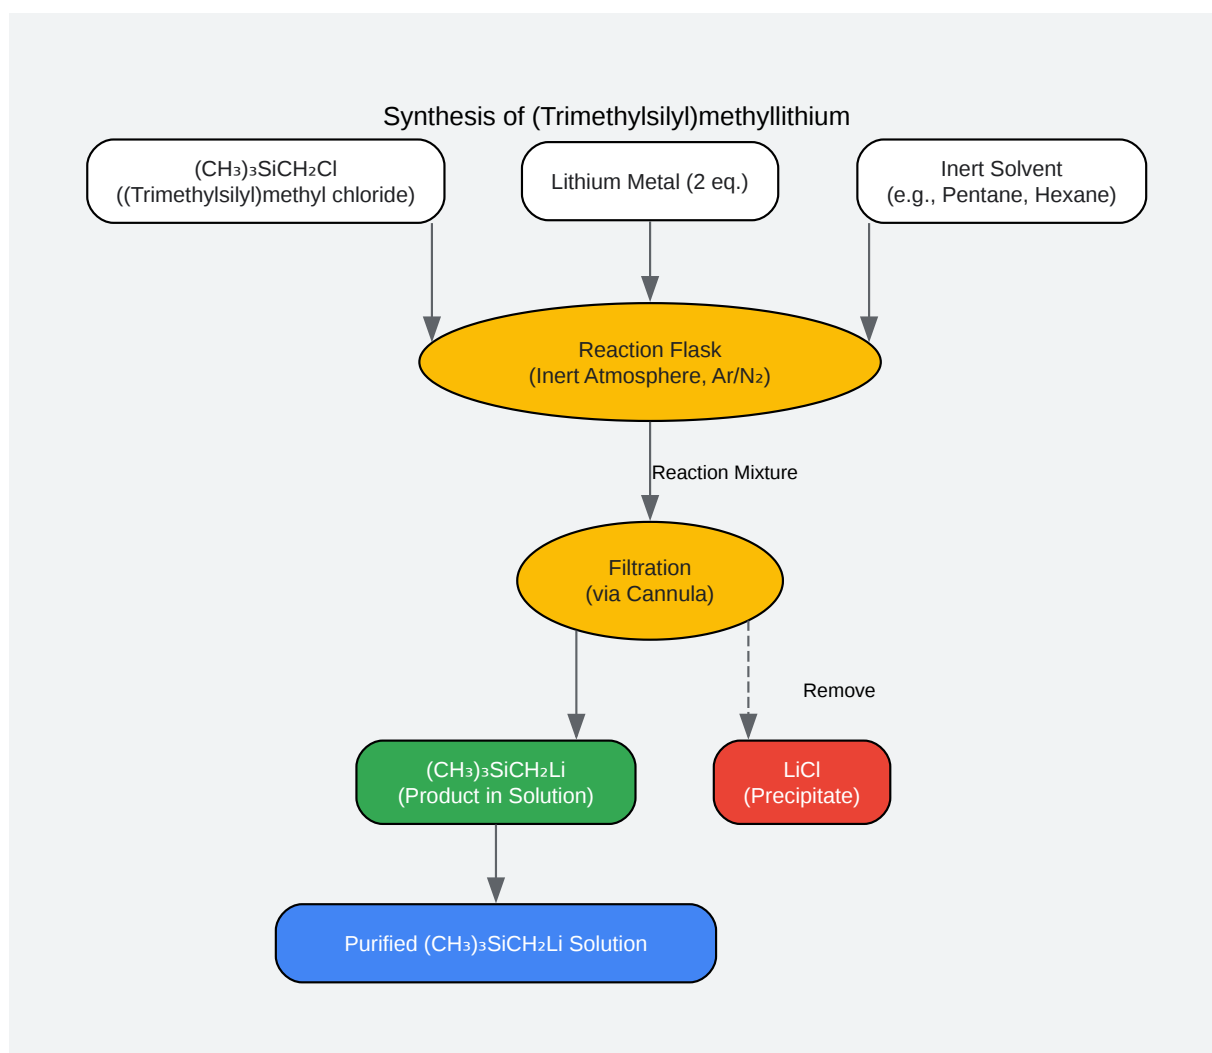 Synthesis of (Trimethylsilyl)methyllithium
(CH₃)₃SiCH₂Cl
((Trimethylsilyl)methyl chloride)
Lithium Metal (2 eq.)
Inert Solvent
(e.g., Pentane, Hexane)
Reaction Flask
(Inert Atmosphere, Ar/N₂)
Reaction Mixture
Filtration
(via Cannula)
Remove
(CH₃)₃SiCH₂Li
(Product in Solution)
LiCl
(Precipitate)
Purified (CH₃)₃SiCH₂Li Solution